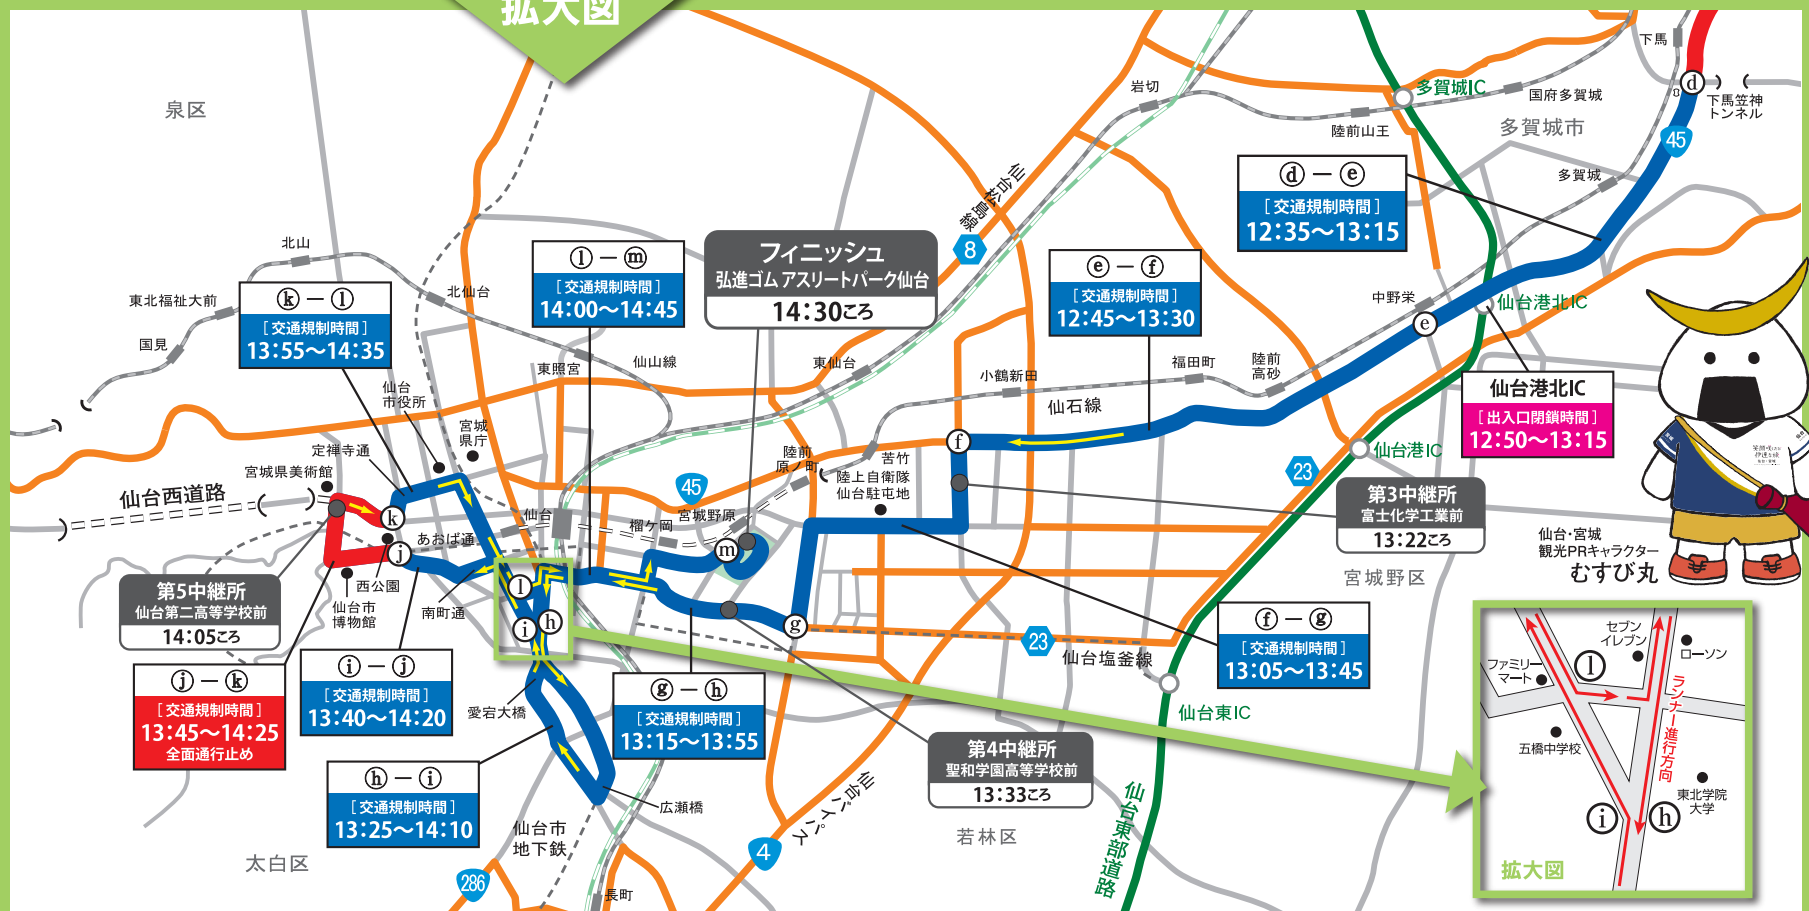 拡大図
泉区
下馬
d
下馬笠神
トンネル
岩切
多賀城IC
国府多賀城
陸前山王
多賀城市
45
多賀城
仙台松島線
8
d ー e
[ 交通規制時間 ]
12:35～13:15
北山
北仙台
東北福祉大前
国見
k ー l
[ 交通規制時間 ]
13:55～14:35
l ー m
[ 交通規制時間 ]
14:00～14:45
フィニッシュ
弘進ゴム アスリートパーク仙台
14:30ころ
e ー f
[ 交通規制時間 ]
12:45～13:30
中野栄
仙台港北IC
e
東照宮
仙山線
東仙台
小鶴新田
福田町
陸前
高砂
仙石線
仙台港北IC
[ 出入口閉鎖時間 ]
12:50～13:15
仙台
市役所
宮城
県庁
定禅寺通
宮城県美術館
仙台西道路
陸前
原ノ町
苦竹
陸上自衛隊
仙台駐屯地
f
仙台港IC
23
45
宮城野原
榴ケ岡
仙台
あおば通
k
j
m
第3中継所
富士化学工業前
13:22ころ
宮城野区
仙台・宮城
観光PRキャラクター
むすび丸
第5中継所
仙台第二高等学校前
14:05ころ
西公園
仙台市
博物館
南町通
l
i
h
g
23
仙台塩釜線
f ー g
[ 交通規制時間 ]
13:05～13:45
j ー k
[ 交通規制時間 ]
13:45～14:25
全面通行止め
i ー j
[ 交通規制時間 ]
13:40～14:20
愛宕大橋
g ー h
[ 交通規制時間 ]
13:15～13:55
仙台東IC
第4中継所
聖和学園高等学校前
13:33ころ
h ー i
[ 交通規制時間 ]
13:25～14:10
広瀬橋
仙台市
地下鉄
仙台バイパス
4
若林区
仙台東部道路
太白区
286
長町
セブン
イレブン
ローソン
ファミリー
マート
l
ランナー進行方向
五橋中学校
東北学院
大学
i
h
拡大図